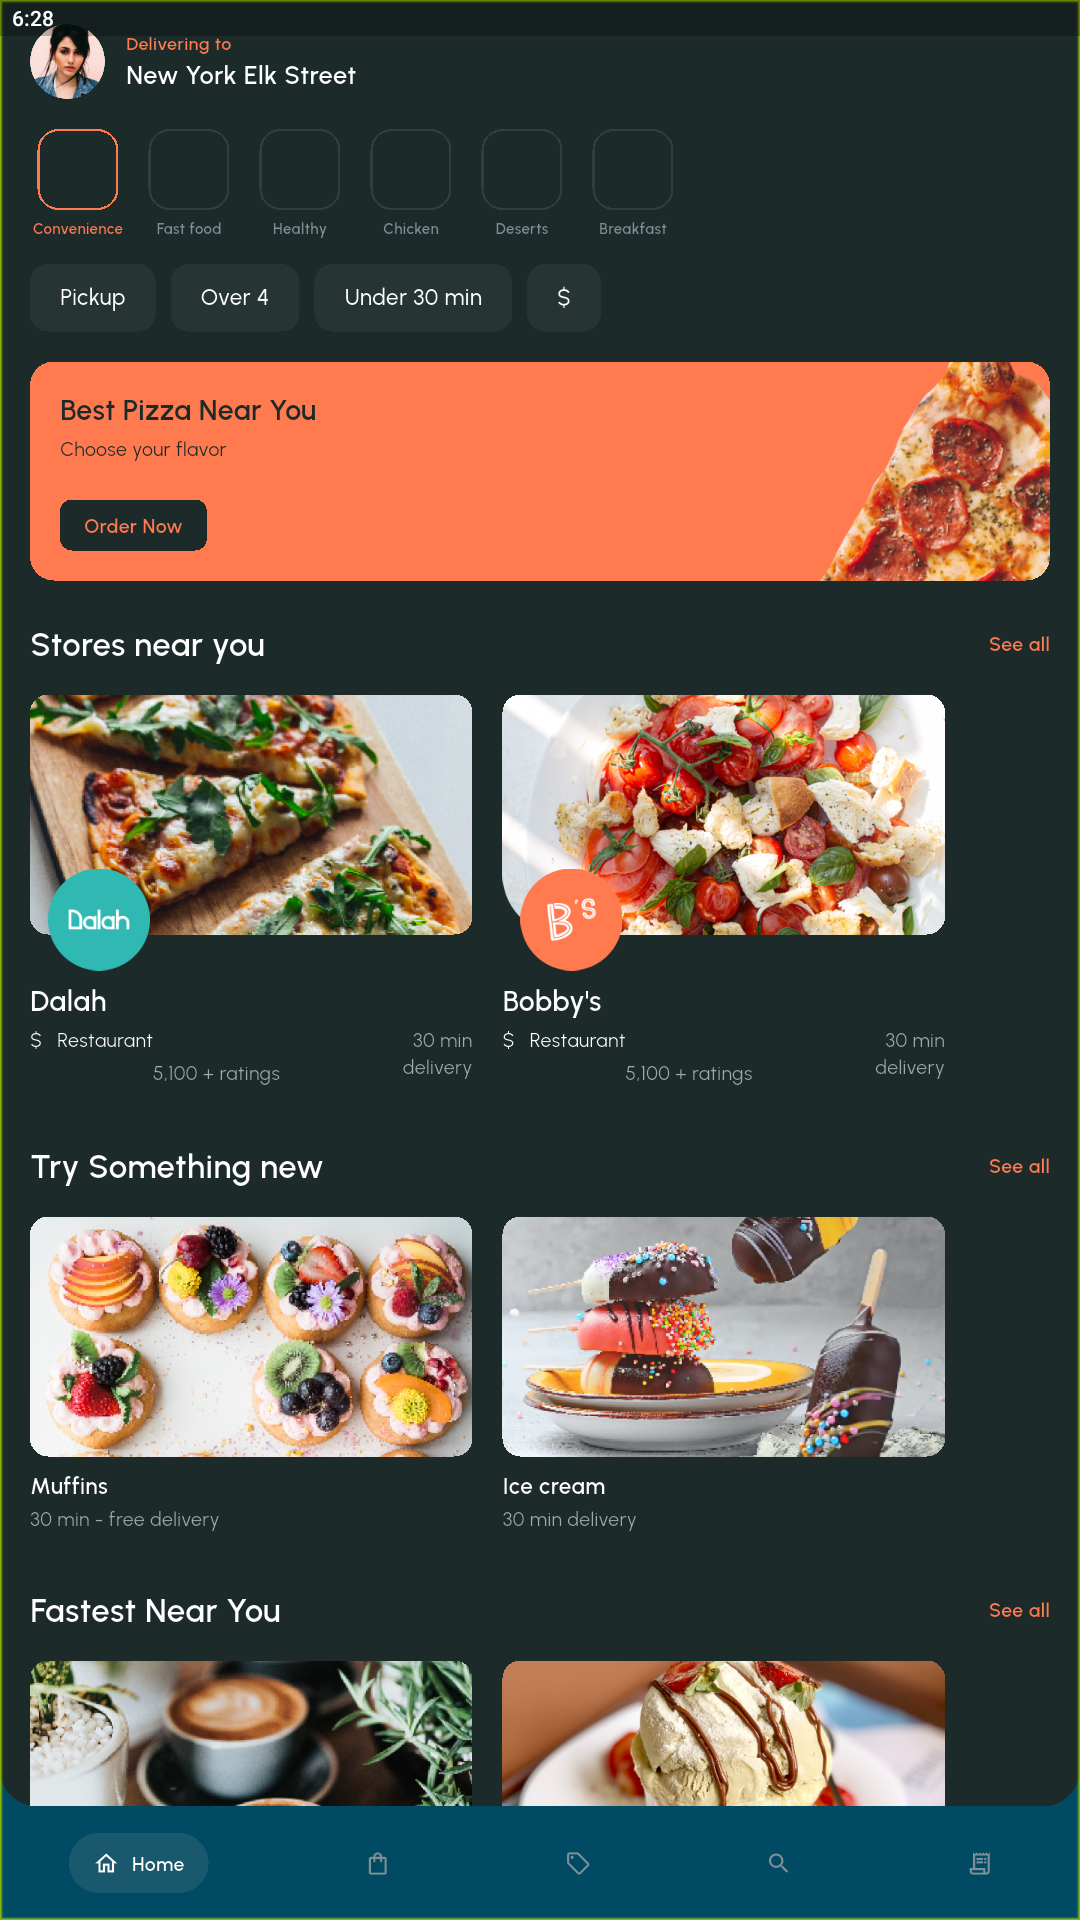 6:28
Delivering to
New York Elk Street
Convenience
Fast food
Healthy
Chicken
Deserts
Breakfast
Pickup
Over 4
Under 30 min
$
Best Pizza Near You
Choose your flavor
Order Now
Stores near you
See all
Dalah
B's
Dalah
$ Restaurant
30 min
delivery
5,100 + ratings
Bobby's
$ Restaurant
30 min
delivery
5,100 + ratings
Try Something new
See all
Muffins
30 min - free delivery
Ice cream
30 min delivery
Fastest Near You
See all
Home